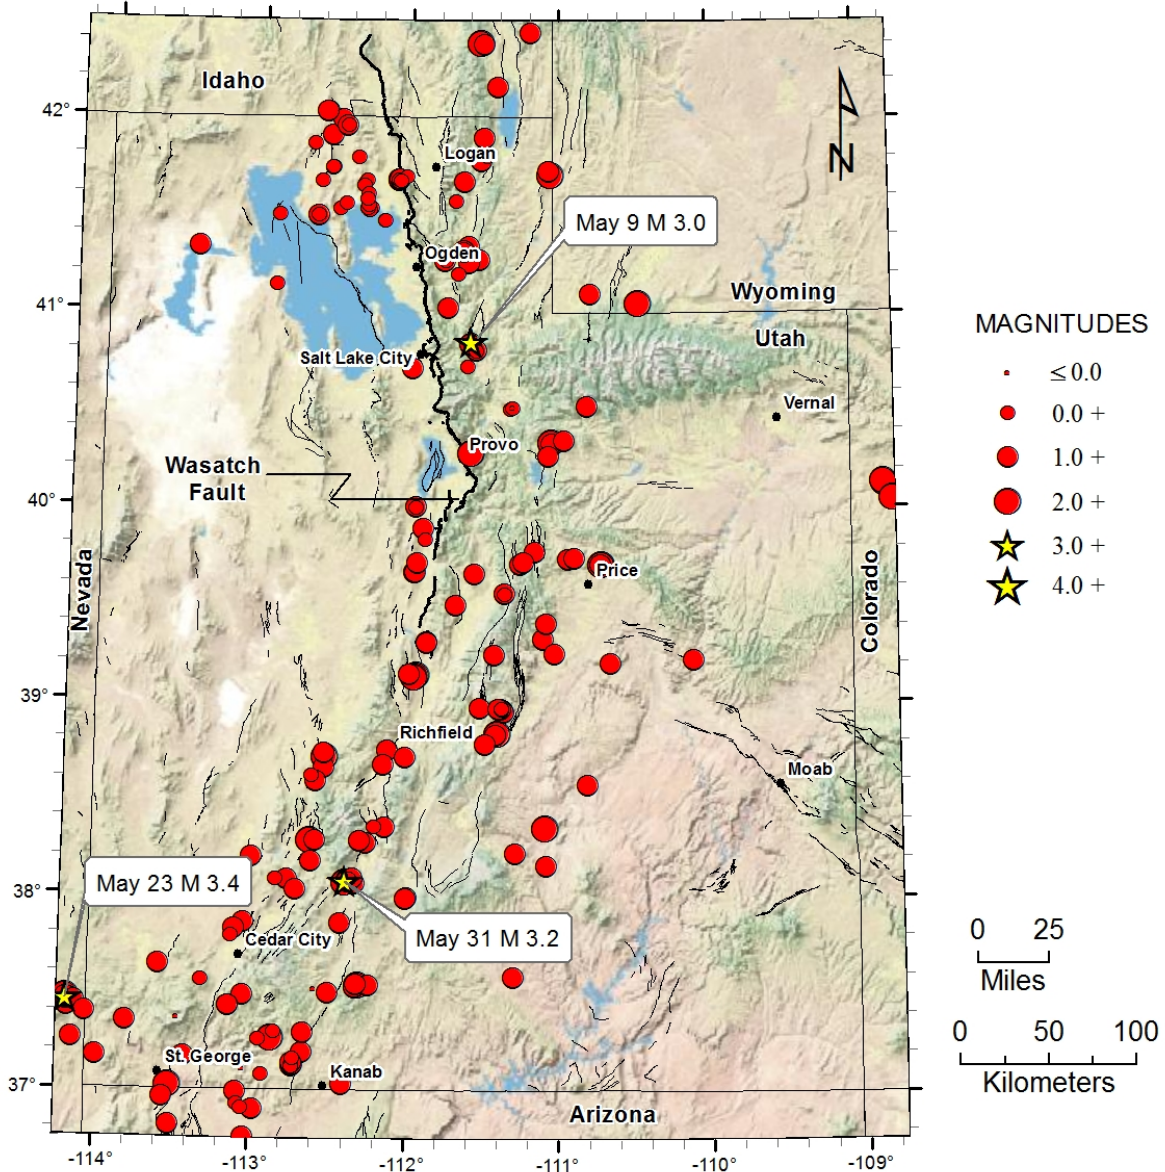 Idaho
42°
Logan
May 9 M 3.0
N
Ogden
41°
Wyoming
Utah
Salt Lake City
Vernal
Provo
Wasatch
Fault
40°
Nevada
Price
Colorado
39°
Richfield
Moab
May 23 M 3.4
38°
May 31 M 3.2
Cedar City
St. George
Kanab
37°
Arizona
-114°
-113°
-112°
-111°
-110°
-109°
MAGNITUDES
≤ 0.0
0.0 +
1.0 +
2.0 +
3.0 +
4.0 +
0 25
Miles
0 50 100
Kilometers